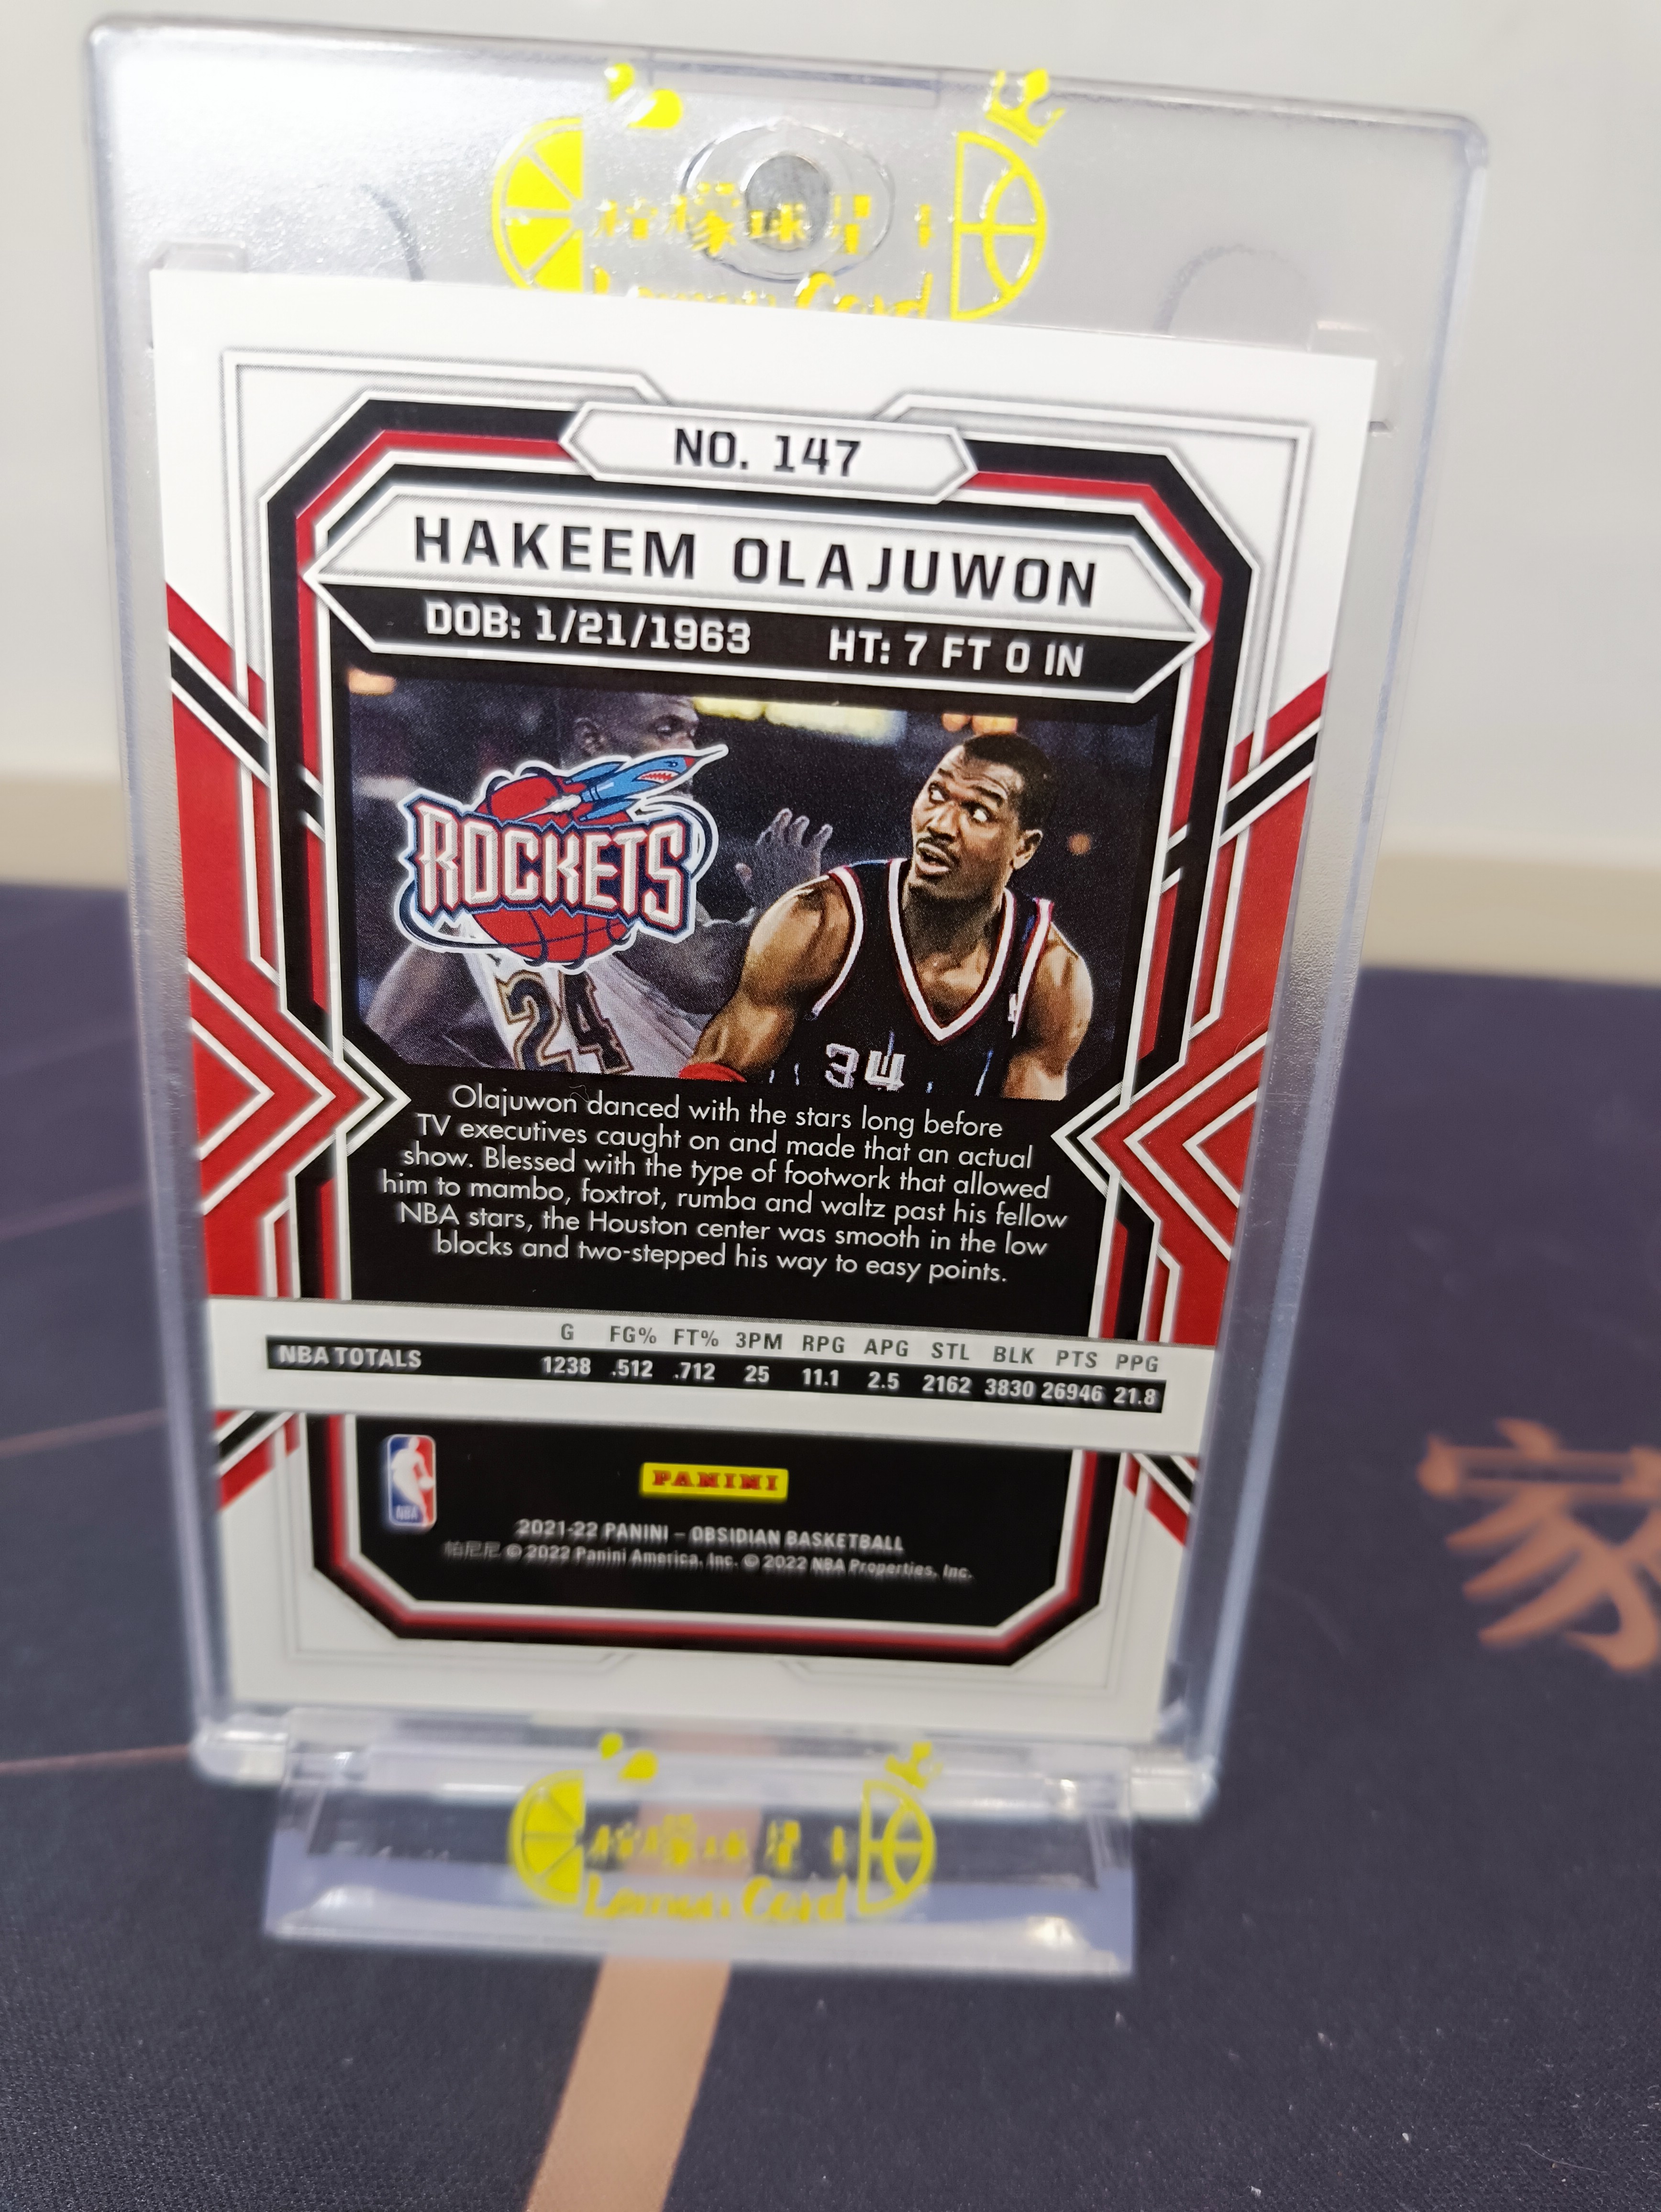 柠檬球星卡
Lemon Card
NO. 147
HAKEEM OLAJUWON
DOB: 1/21/1963 HT: 7 FT 0 IN
ROCKETS
24
34
Olajuwon danced with the stars long before
TV executives caught on and made that an actual
show. Blessed with the type of footwork that allowed
him to mambo, foxtrot, rumba and waltz past his fellow
NBA stars, the Houston center was smooth in the low
blocks and two-stepped his way to easy points.
G FG% FT% 3PM RPG APG STL BLK PTS PPG
NBA TOTALS 1238 .512 .712 25 11.1 2.5 2162 3830 26946 21.8
NBA
PANINI
2021-22 PANINI – OBSIDIAN BASKETBALL
帕尼尼 © 2022 Panini America, Inc. © 2022 NBA Properties, Inc.
Lemon Card
家